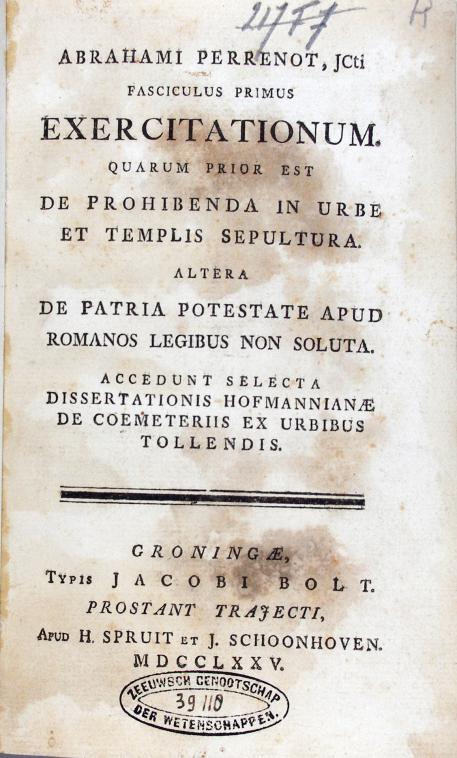 2477
R
ABRAHAMI PERRENOT, JCti
FASCICULUS PRIMUS
EXERCITATIONUM.
QUARUM PRIOR EST
DE PROHIBENDA IN URBE
ET TEMPLIS SEPULTURA.
ALTERA
DE PATRIA POTESTATE APUD
ROMANOS LEGIBUS NON SOLUTA.
ACCEDUNT SELECTA
DISSERTATIONIS HOFMANNIANÆ
DE COEMETERIIS EX URBIBUS
TOLLENDIS.
GRONINGÆ,
TYPIS JACOBI BOLT.
PROSTANT TRAJECTI,
APUD H. SPRUIT ET J. SCHOONHOVEN.
MDCCLXXV.
ZEEUWSCH GENOOTSCHAP
39 110
DER WETENSCHAPPEN.